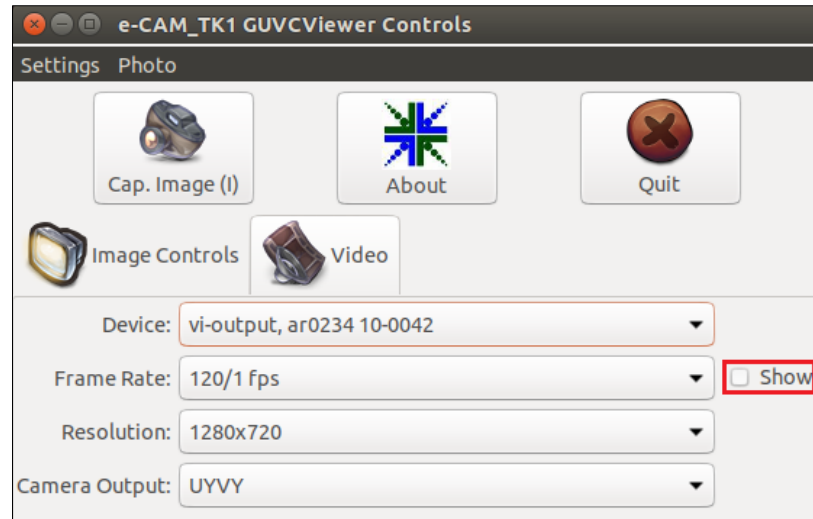 e-CAM_TK1 GUVCViewer Controls
Settings Photo
Cap. Image (I) About Quit
Image Controls Video
Device: vi-output, ar0234 10-0042
Frame Rate: 120/1 fps Show
Resolution: 1280x720
Camera Output: UYVY